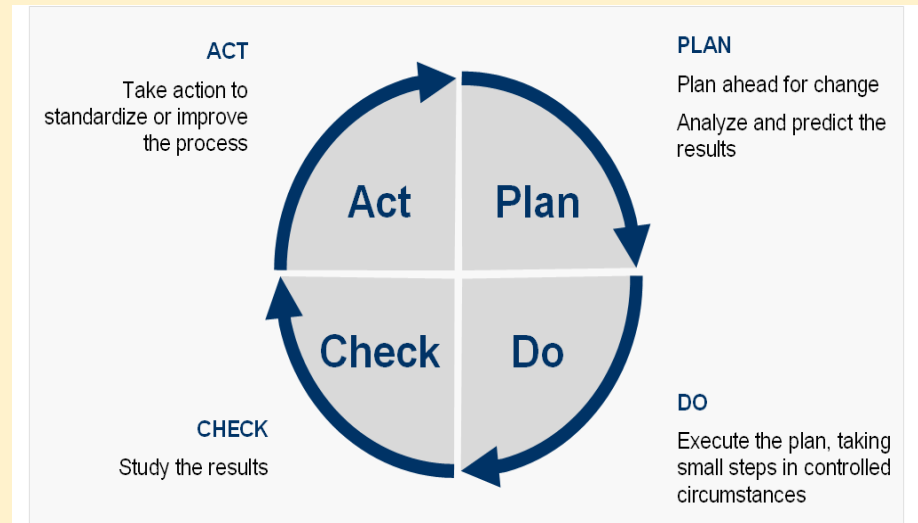 ACT
Take action to
standardize or improve
the process
PLAN
Plan ahead for change
Analyze and predict the
results
Act
Plan
Check
Do
CHECK
Study the results
DO
Execute the plan, taking
small steps in controlled
circumstances